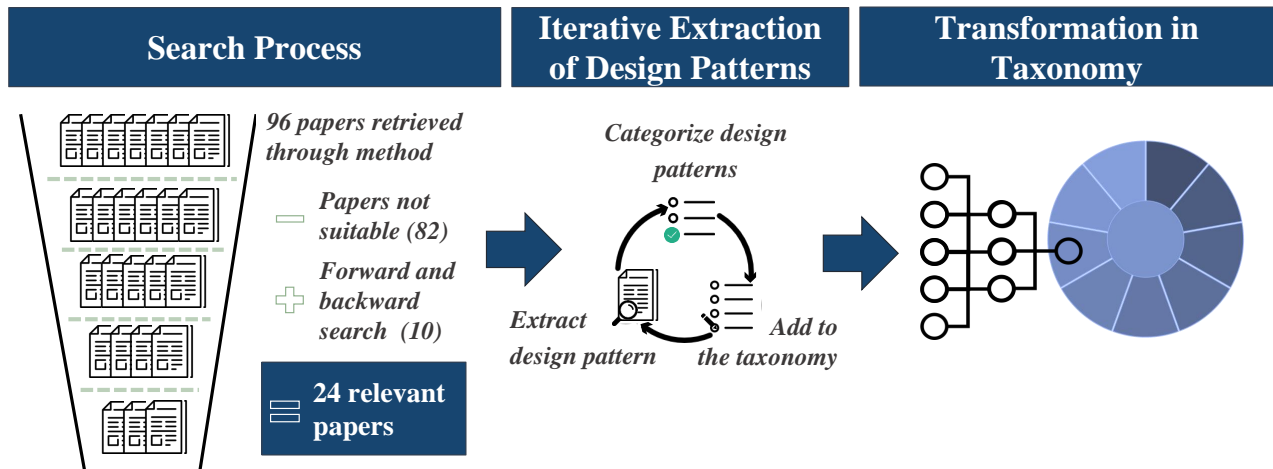 Search Process
96 papers retrieved
through method
Papers not
suitable (82)
Forward and
backward
search (10)
24 relevant
papers
Iterative Extraction
of Design Patterns
Categorize design
patterns
Extract
design pattern
Add to
the taxonomy
Transformation in
Taxonomy